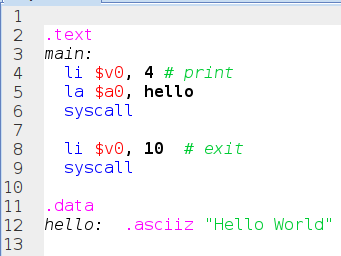 1
2 .text
3 main:
4   li $v0, 4 # print
5   la $a0, hello
6   syscall
7
8   li $v0, 10  # exit
9   syscall
10
11 .data
12 hello:  .asciiz "Hello World"
13